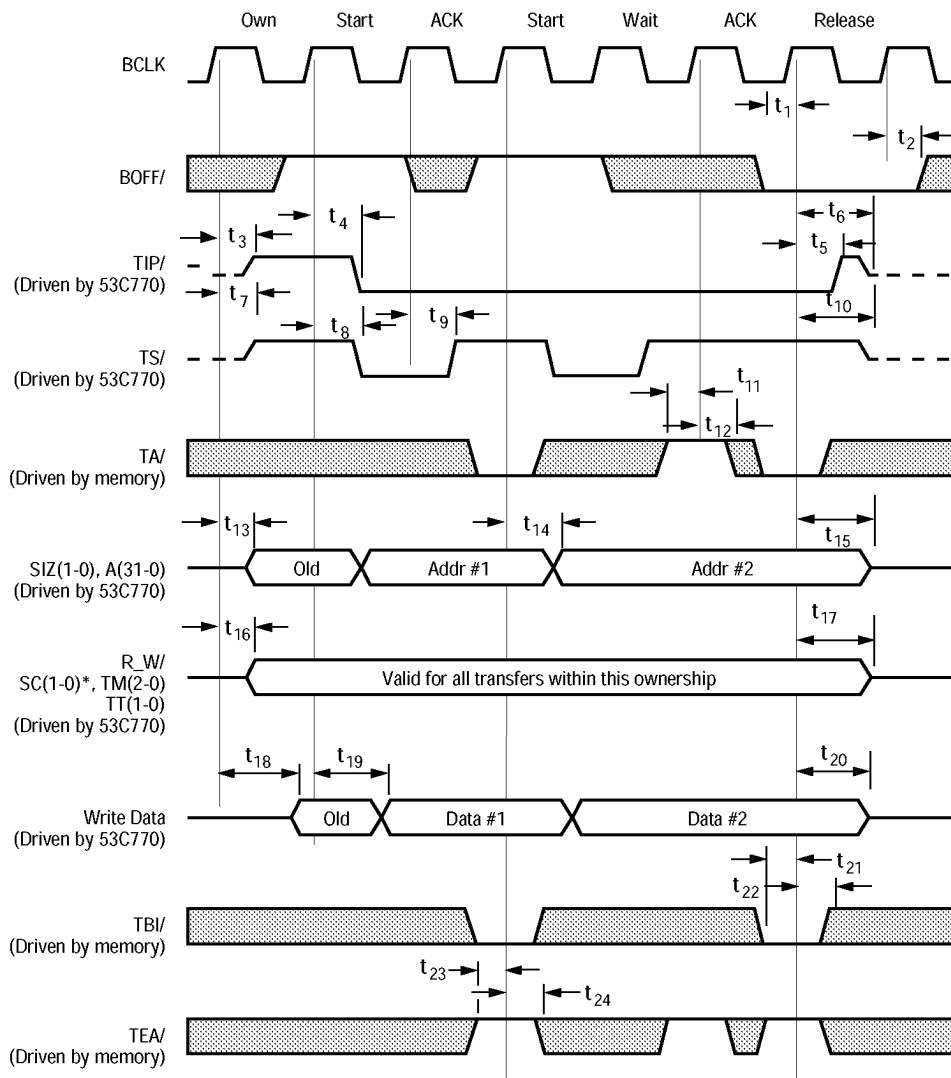 Own Start ACK Start Wait ACK Release
BCLK
t1
t2
BOFF/
t6
t4
t3
t5
TIP/
(Driven by 53C770)
t7
t10
t8
t9
TS/
(Driven by 53C770)
t11
t12
TA/
(Driven by memory)
t13
t14
t15
SIZ(1-0), A(31-0)
(Driven by 53C770)
Old Addr #1 Addr #2
t16
t17
R_W/
SC(1-0)*, TM(2-0)
TT(1-0)
(Driven by 53C770)
Valid for all transfers within this ownership
t18
t19
t20
Write Data
(Driven by 53C770)
Old Data #1 Data #2
t21
t22
TBI/
(Driven by memory)
t23
t24
TEA/
(Driven by memory)